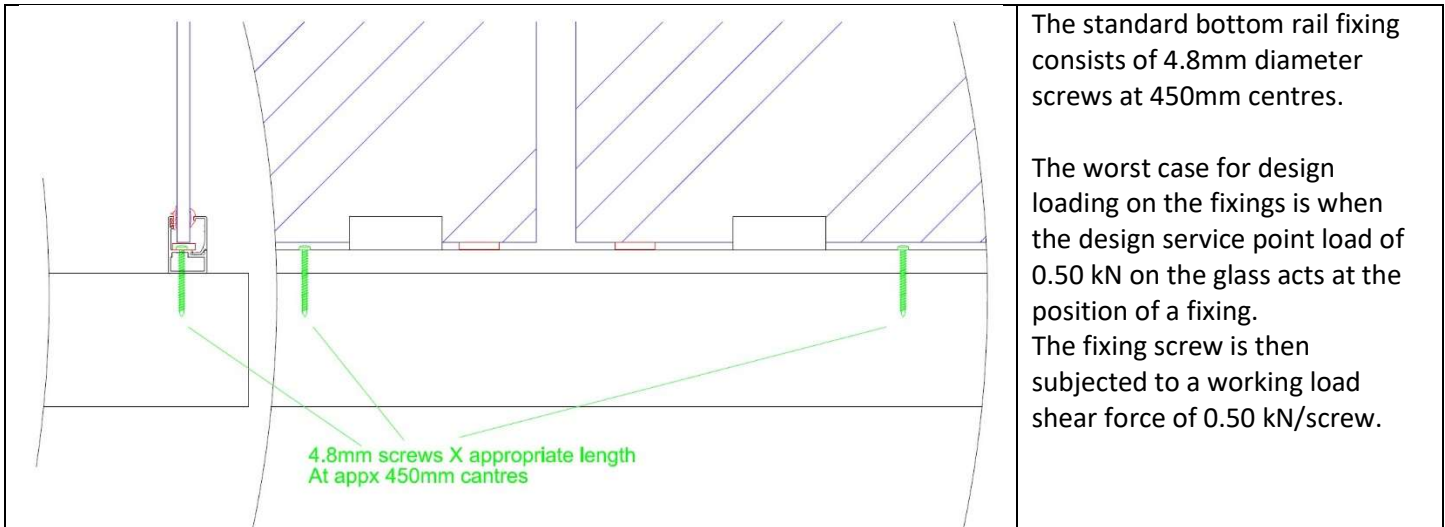 4.8mm screws X appropriate length
At appx 450mm cantres
The standard bottom rail fixing
consists of 4.8mm diameter
screws at 450mm centres.
The worst case for design
loading on the fixings is when
the design service point load of
0.50 kN on the glass acts at the
position of a fixing.
The fixing screw is then
subjected to a working load
shear force of 0.50 kN/screw.